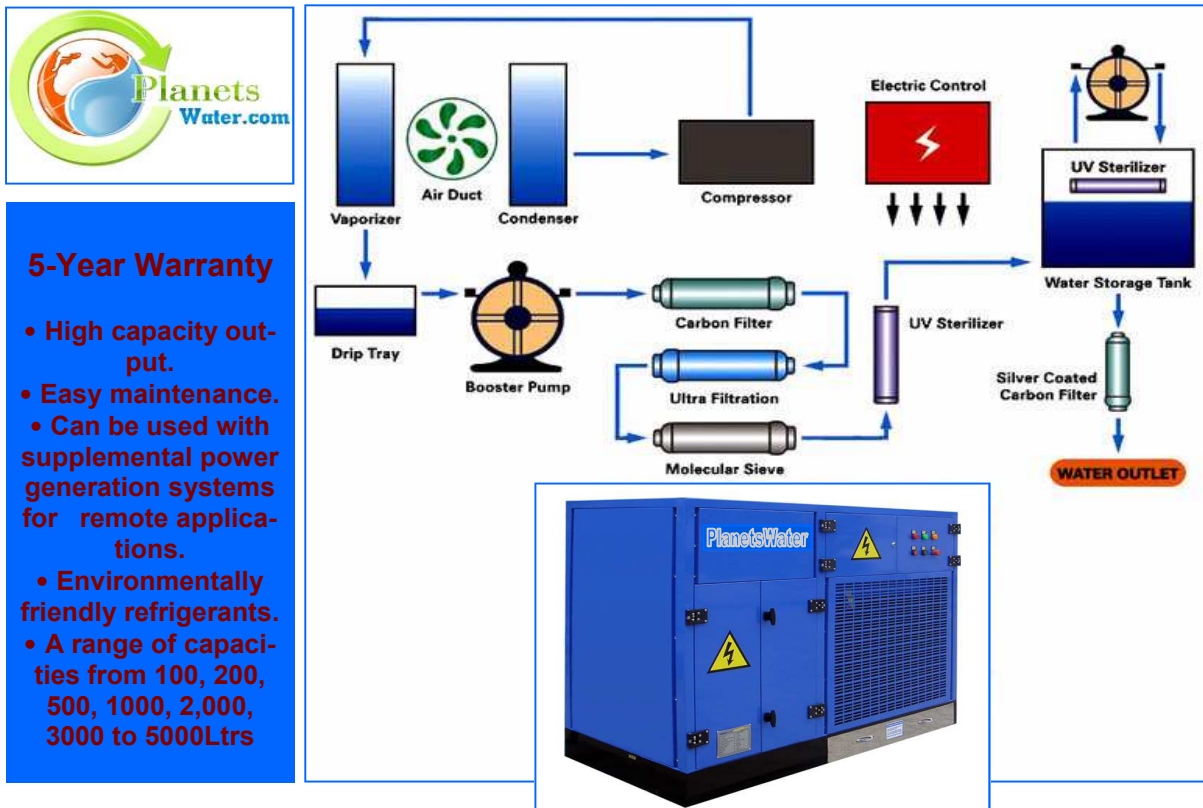 Planets
Water.com
5-Year Warranty
• High capacity out-
put.
• Easy maintenance.
• Can be used with
supplemental power
generation systems
for remote applica-
tions.
• Environmentally
friendly refrigerants.
• A range of capaci-
ties from 100, 200,
500, 1000, 2,000,
3000 to 5000Ltrs
Vaporizer
Air Duct
Condenser
Compressor
Electric Control
UV Sterilizer
Water Storage Tank
Drip Tray
Booster Pump
Carbon Filter
Ultra Filtration
Molecular Sieve
UV Sterilizer
Silver Coated
Carbon Filter
WATER OUTLET
PlanetsWater